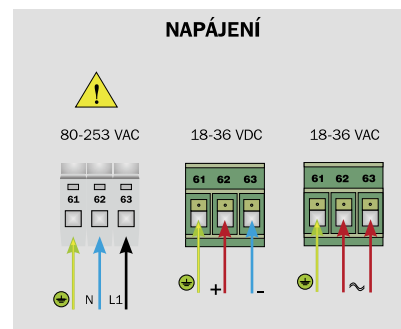 NAPÁJENÍ
!
80-253 VAC 18-36 VDC 18-36 VAC
61 62 63 61 62 63 61 62 63
N L1 + - ~